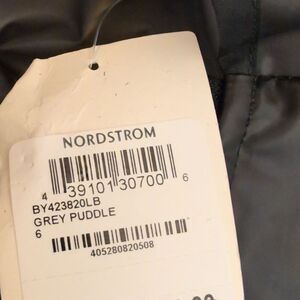 NORDSTROM
4 39101 30700 6
BY423820LB
GREY PUDDLE
6
405280820508